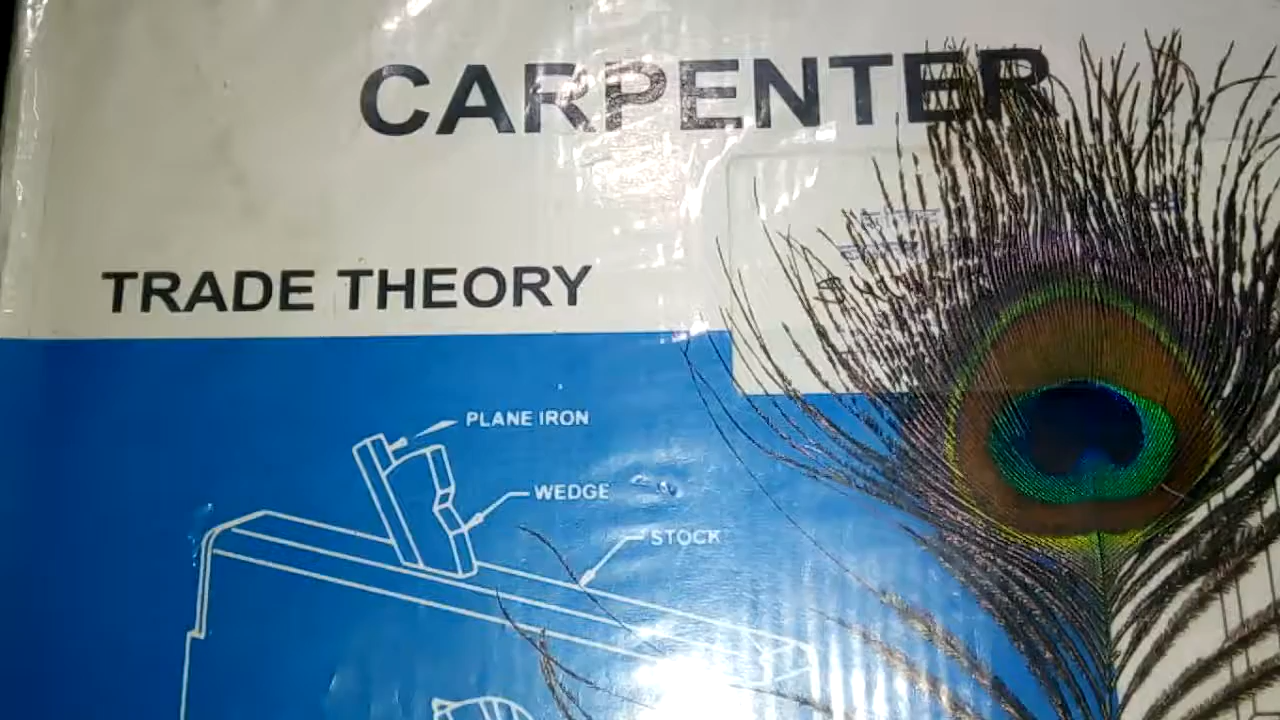 CARPENTER
TRADE THEORY
PLANE IRON
WEDGE
STOCK